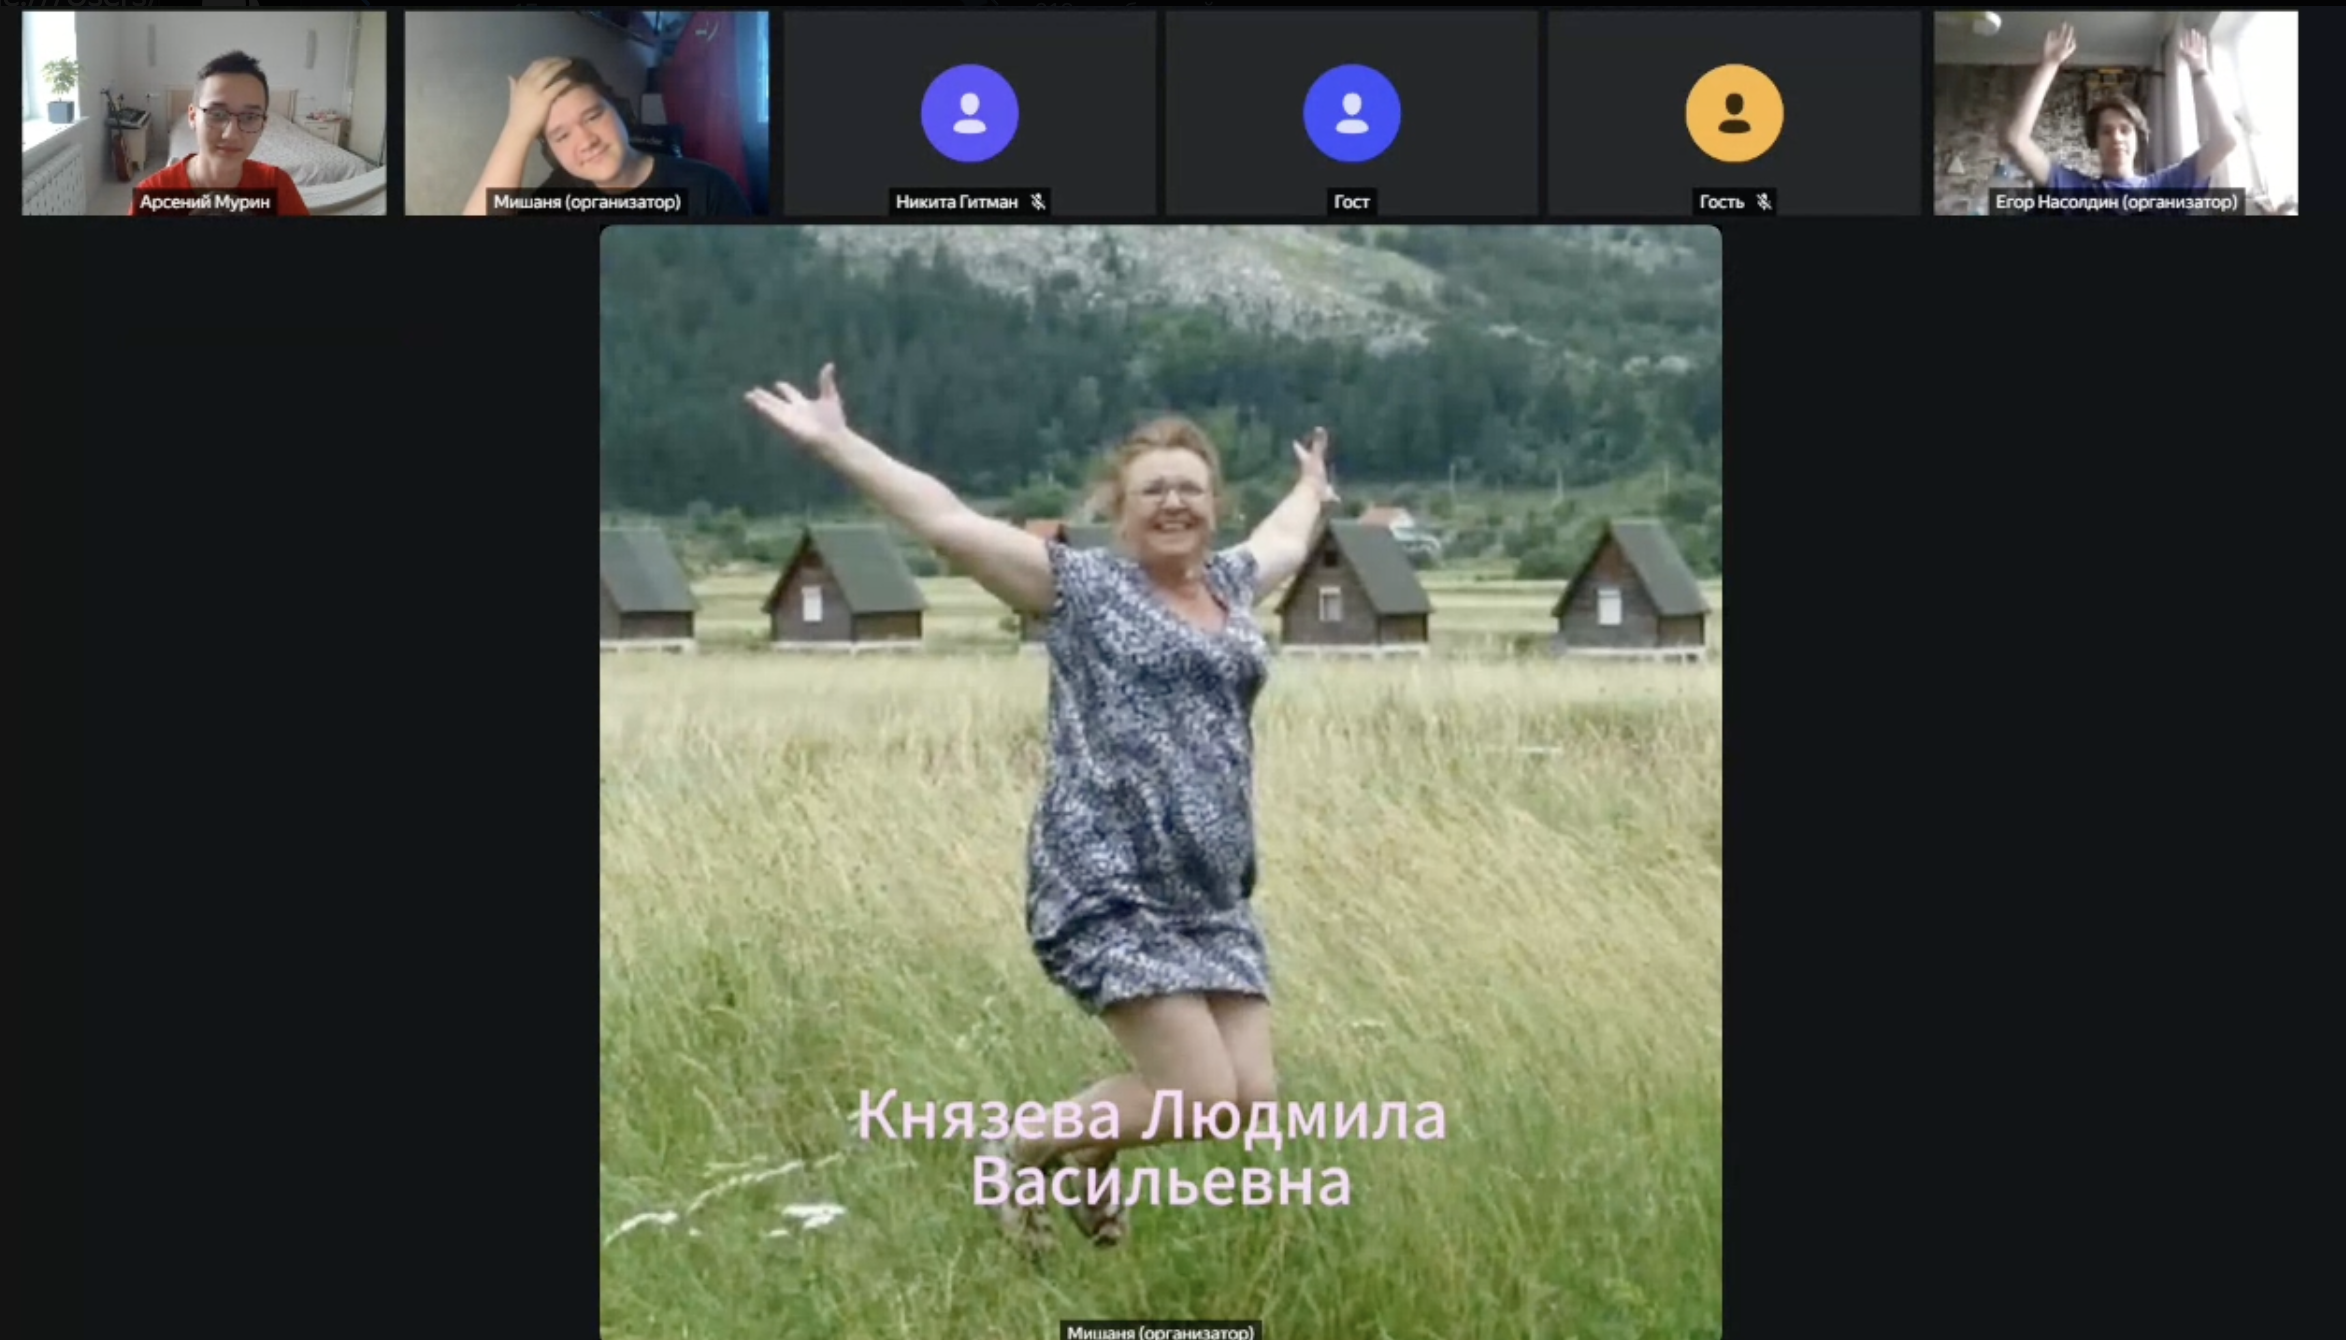 Арсений Мурин
Мишаня (организатор)
Никита Гитман
Гост
Гость
Егор Насолдин (организатор)
Князева Людмила
Васильевна
Мишаня (организатор)